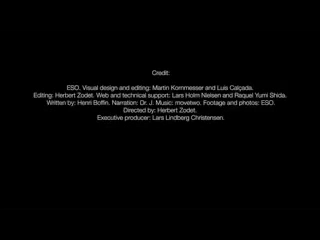 Credit:
ESO. Visual design and editing: Martin Kornmesser and Luis Calçada.
Editing: Herbert Zodet. Web and technical support: Lars Holm Nielsen and Raquel Yumi Shida.
Written by: Henri Boffin. Narration: Dr. J. Music: movetwo. Footage and photos: ESO.
Directed by: Herbert Zodet.
Executive producer: Lars Lindberg Christensen.